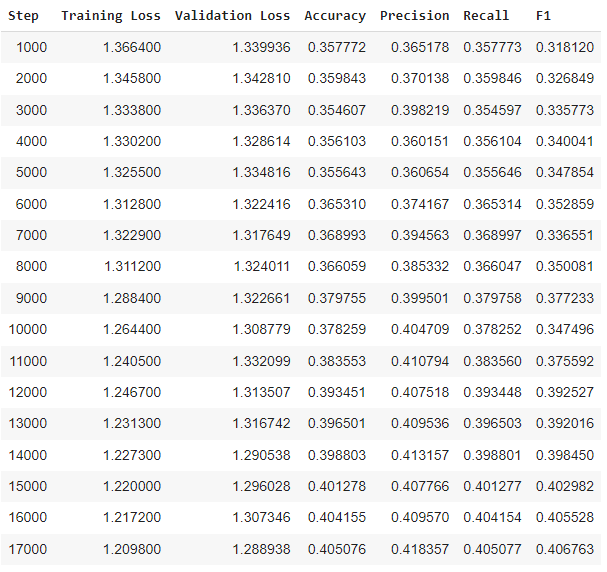 Step Training Loss Validation Loss Accuracy Precision Recall F1
1000 1.366400 1.339936 0.357772 0.365178 0.357773 0.318120
2000 1.345800 1.342810 0.359843 0.370138 0.359846 0.326849
3000 1.333800 1.336370 0.354607 0.398219 0.354597 0.335773
4000 1.330200 1.328614 0.356103 0.360151 0.356104 0.340041
5000 1.325500 1.334816 0.355643 0.360654 0.355646 0.347854
6000 1.312800 1.322416 0.365310 0.374167 0.365314 0.352859
7000 1.322900 1.317649 0.368993 0.394563 0.368997 0.336551
8000 1.311200 1.324011 0.366059 0.385332 0.366047 0.350081
9000 1.288400 1.322661 0.379755 0.399501 0.379758 0.377233
10000 1.264400 1.308779 0.378259 0.404709 0.378252 0.347496
11000 1.240500 1.332099 0.383553 0.410794 0.383560 0.375592
12000 1.246700 1.313507 0.393451 0.407518 0.393448 0.392527
13000 1.231300 1.316742 0.396501 0.409536 0.396503 0.392016
14000 1.227300 1.290538 0.398803 0.413157 0.398801 0.398450
15000 1.220000 1.296028 0.401278 0.407766 0.401277 0.402982
16000 1.217200 1.307346 0.404155 0.409570 0.404154 0.405528
17000 1.209800 1.288938 0.405076 0.418357 0.405077 0.406763